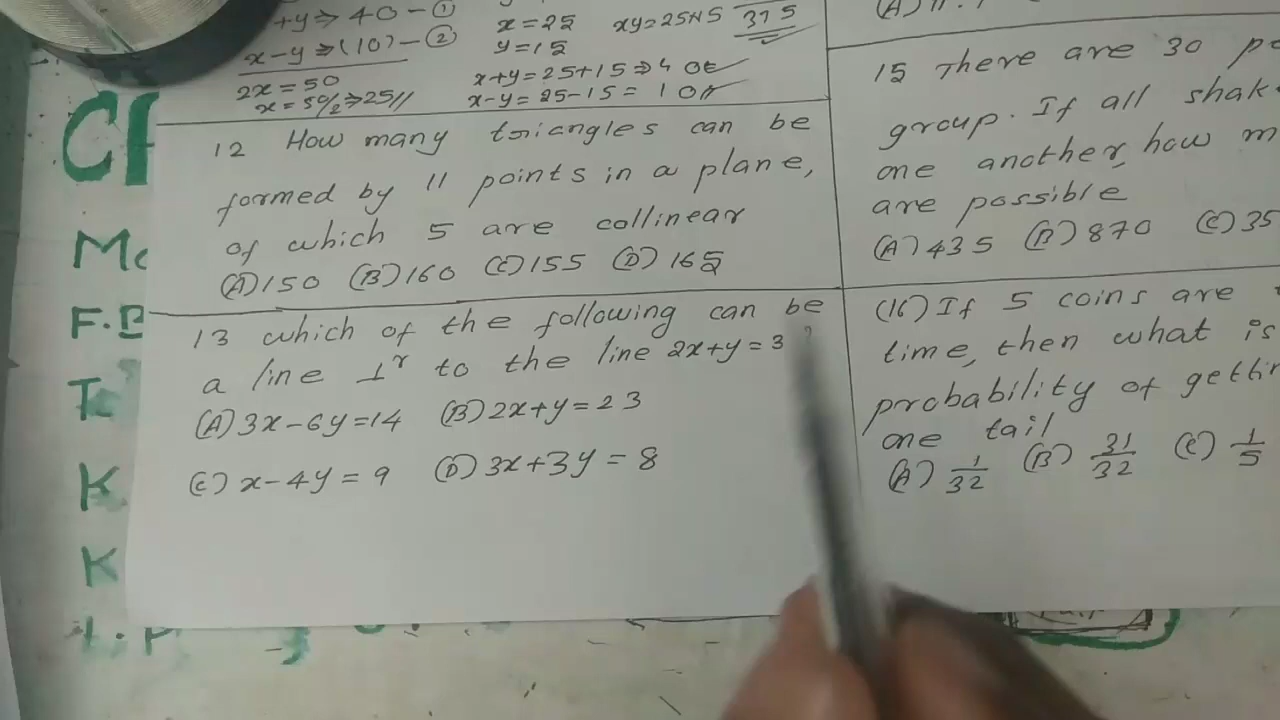 +y⇒40-①
x-y⇒(10)-②
2x=50
x=50/2⇒25//
x=25
y=15
xy=25×5
375
x+y=25+15⇒40
x-y=25-15=10
12 How many triangles can be
formed by 11 points in a plane,
of which 5 are collinear
(A)150 (B)160 (C)155 (D)165
13 which of the following can be
a line ⊥r to the line 2x+y=3?
(A)3x-6y=14 (B)2x+y=23
(C)x-4y=9 (D)3x+3y=8
15 There are 30
group. If all
one another, how
are possible
(A)435 (B)870 (C)35
(16) If 5 coins are
time, then what is
probability of
one tail
(A) 1/32 (B) 31/32 (C) 1/5
F.B
T.
K
K
L.P